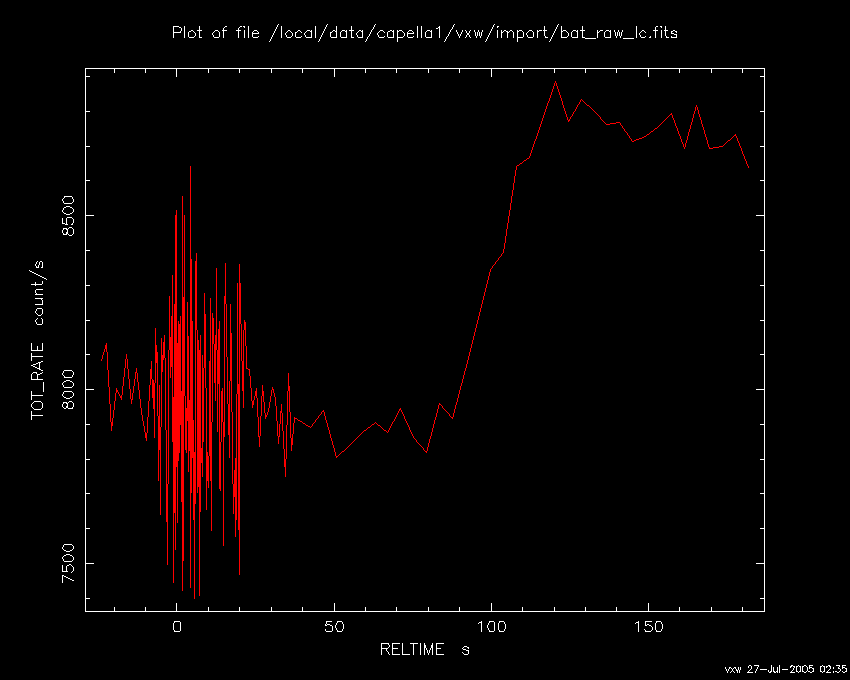 Plot of file /local/data/capella1/vxw/import/bat_raw_lc.fits
TOT_RATE count/s
8500
8000
7500
0 50 100 150
RELTIME s
vxw 27-Jul-2005 02:35